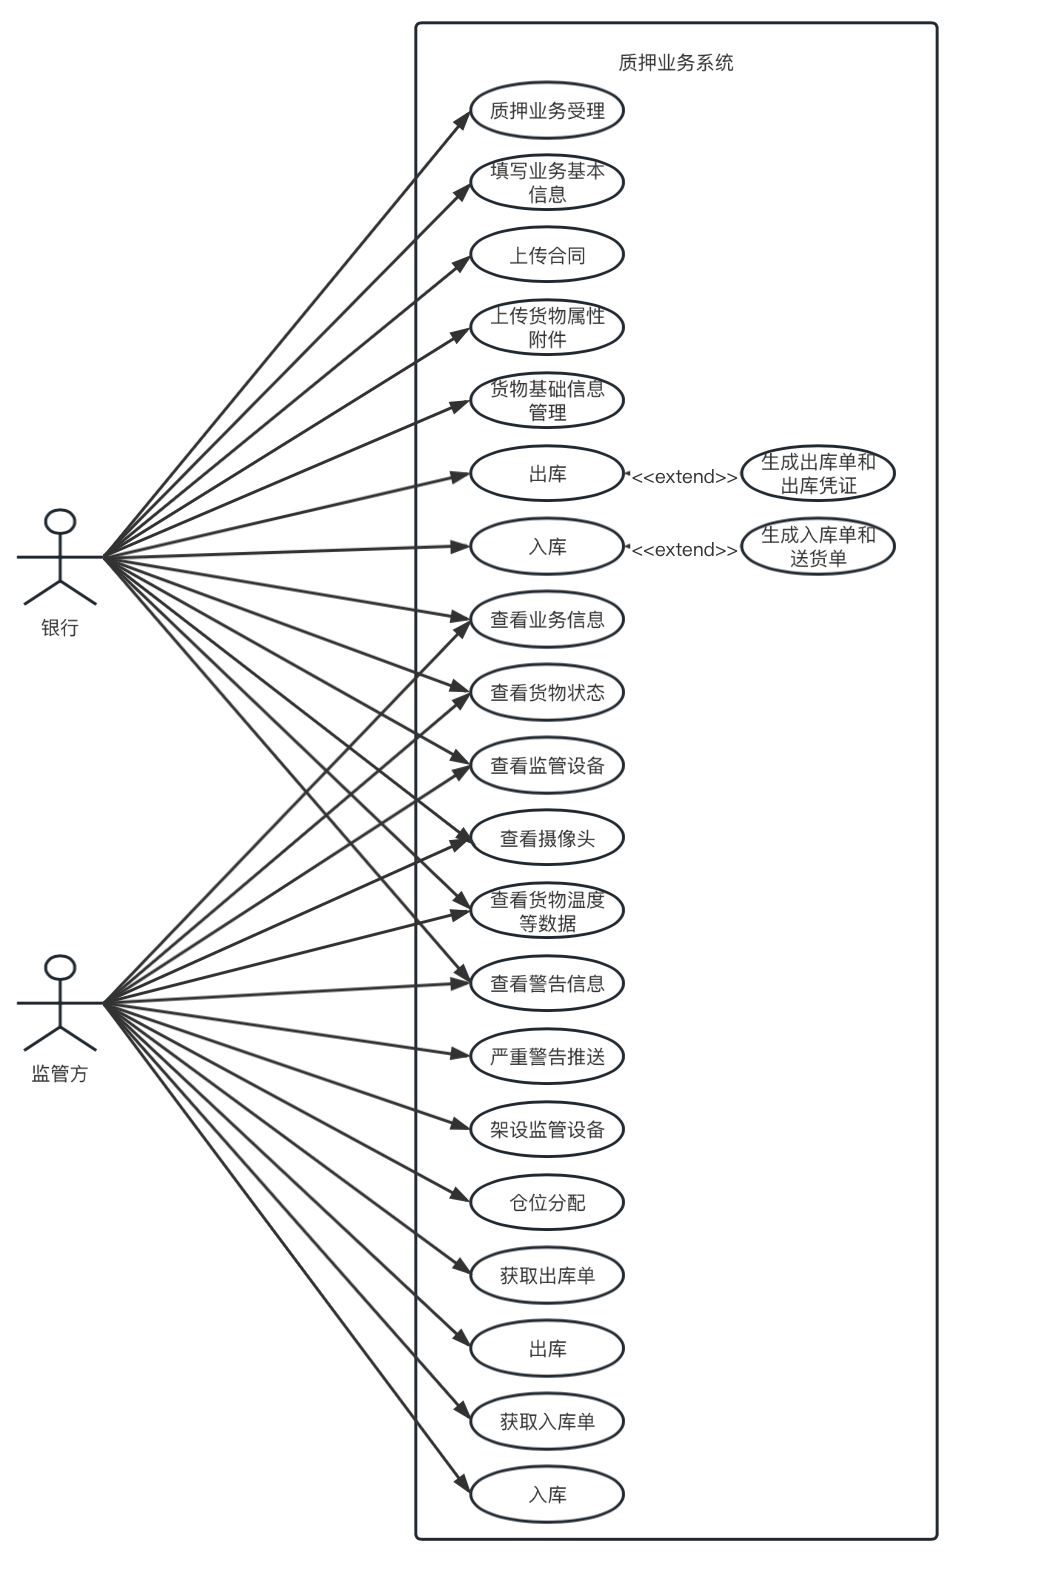 质押业务系统
质押业务受理
填写业务基本
信息
上传合同
上传货物属性
附件
货物基础信息
管理
出库
<<extend>>
生成出库单和
出库凭证
入库
<<extend>>
生成入库单和
送货单
查看业务信息
银行
查看货物状态
查看监管设备
查看摄像头
查看货物温度
等数据
查看警告信息
严重警告推送
监管方
架设监管设备
仓位分配
获取出库单
出库
获取入库单
入库